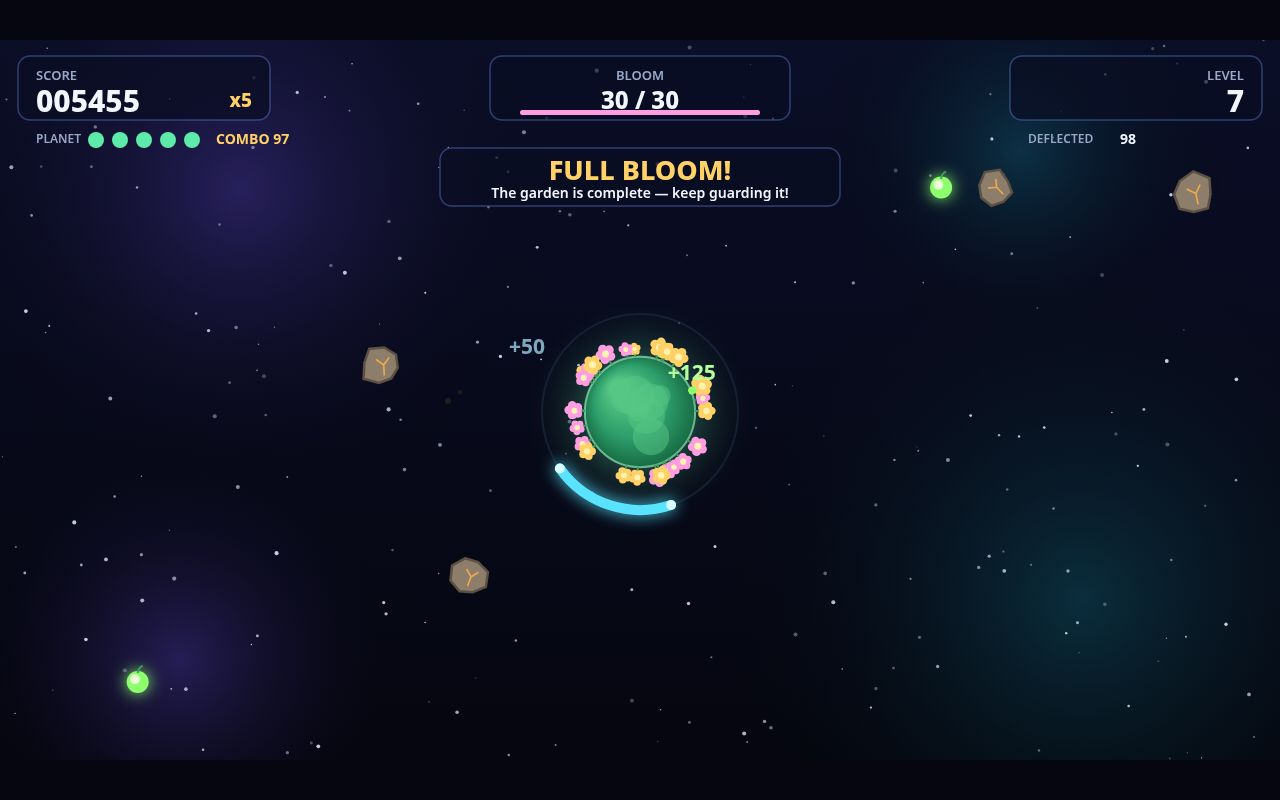 SCORE
005455 x5
PLANET COMBO 97
BLOOM
30 / 30
LEVEL
7
DEFLECTED 98
FULL BLOOM!
The garden is complete — keep guarding it!
+50
+125